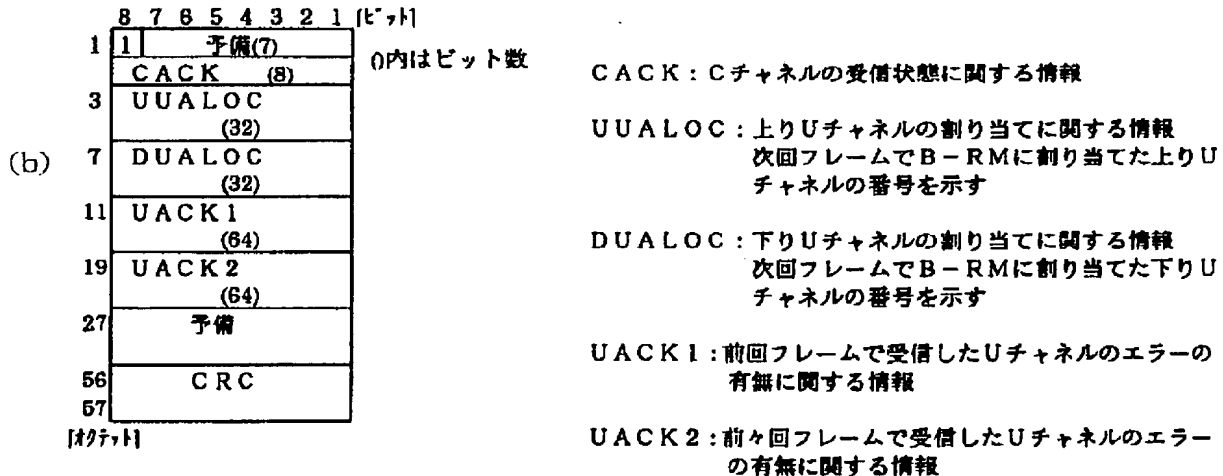 8 7 6 5 4 3 2 1 [ビット]
1 1 予備(7)
()内はビット数
CACK (8)
3 UUALOC
(32)
(b) 7 DUALOC
(32)
11 UACK1
(64)
19 UACK2
(64)
27 予備
56 CRC
57
[オクテット]
CACK:Cチャネルの受信状態に関する情報
UUALOC:上りUチャネルの割り当てに関する情報
次回フレームでB-RMに割り当てた上りU
チャネルの番号を示す
DUALOC:下りUチャネルの割り当てに関する情報
次回フレームでB-RMに割り当てた下りU
チャネルの番号を示す
UACK1:前回フレームで受信したUチャネルのエラーの
有無に関する情報
UACK2:前々回フレームで受信したUチャネルのエラー
の有無に関する情報